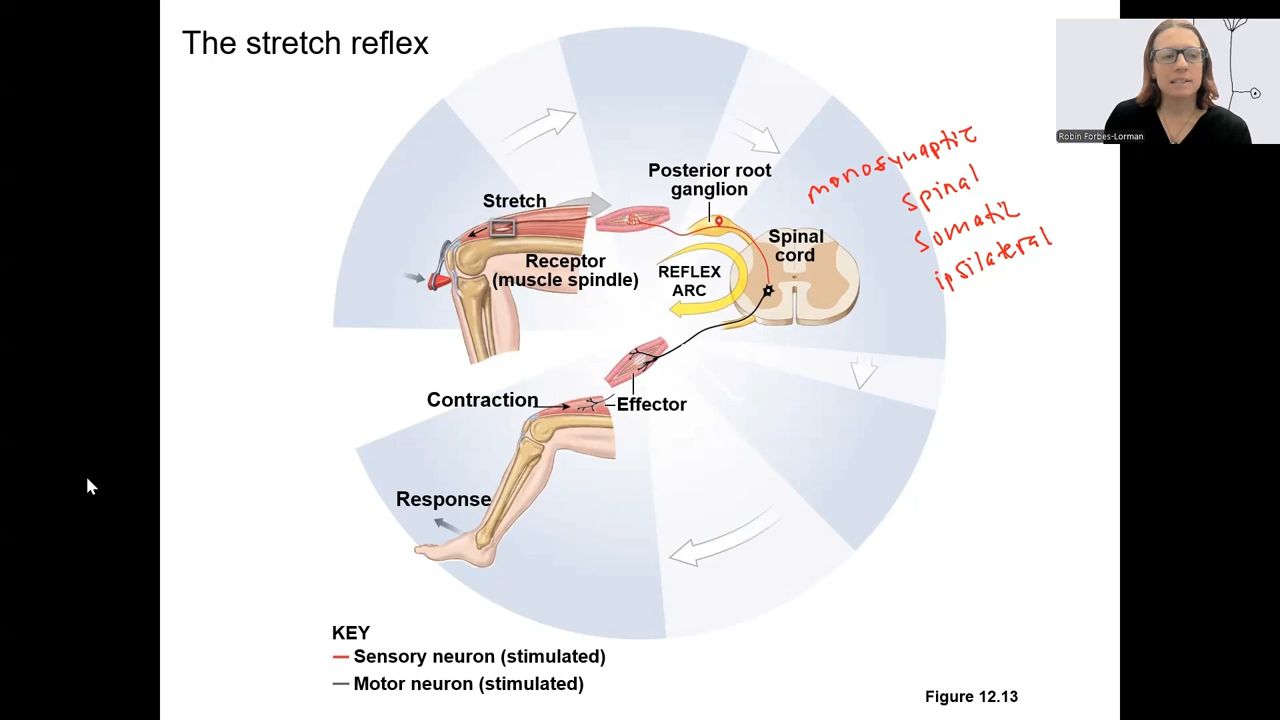 The stretch reflex
Robin Forbes-Lorman
monosynaptic
Spinal
Somatic
ipsilateral
Posterior root
ganglion
Stretch
Spinal
cord
Receptor
(muscle spindle)
REFLEX
ARC
Contraction
Effector
Response
KEY
Sensory neuron (stimulated)
Motor neuron (stimulated)
Figure 12.13